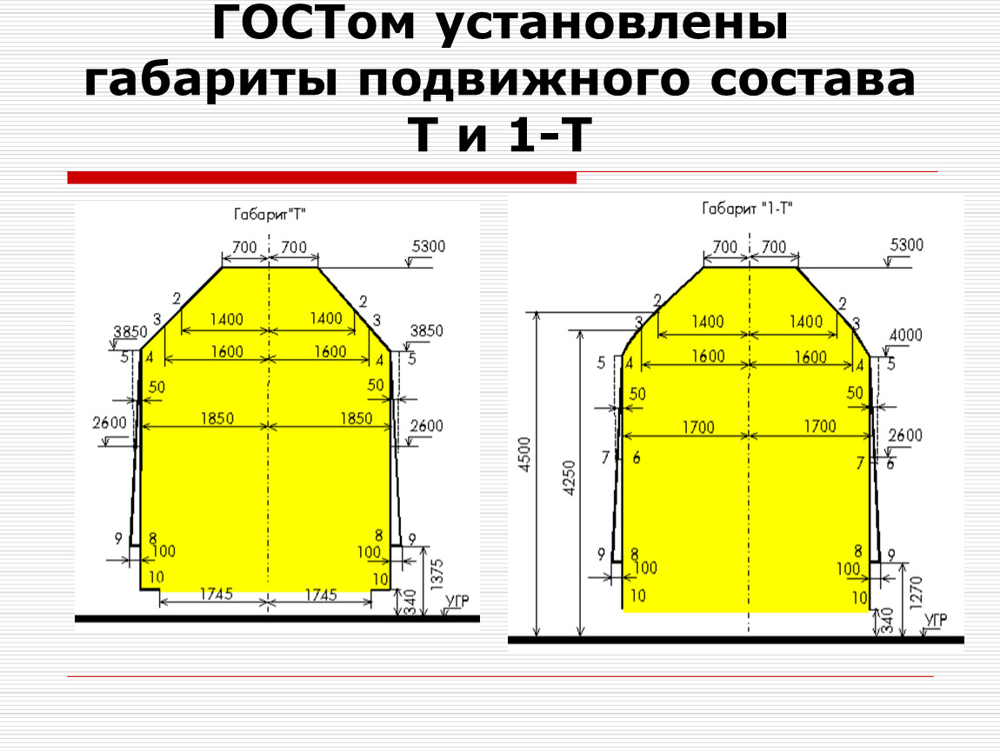 ГОСТом установлены
габариты подвижного состава
Т и 1-Т
Габарит"Т"
700 700 5300
2 2
3 1400 1400 3
3850 3850
5 4 1600 1600 4 5
50 50
2600 1850 1850 2600
9 8 8 9
100 100
10 10
1745 1745
340 1375 УГР
Габарит "1-Т"
700 700 5300
2 2
3 1400 1400 3
4000
5 4 1600 1600 4 5
50 50
1700 1700 2600
7 6 7 6
4500 4250
9 8 8 9
100 100
10 10
340 1270 УГР